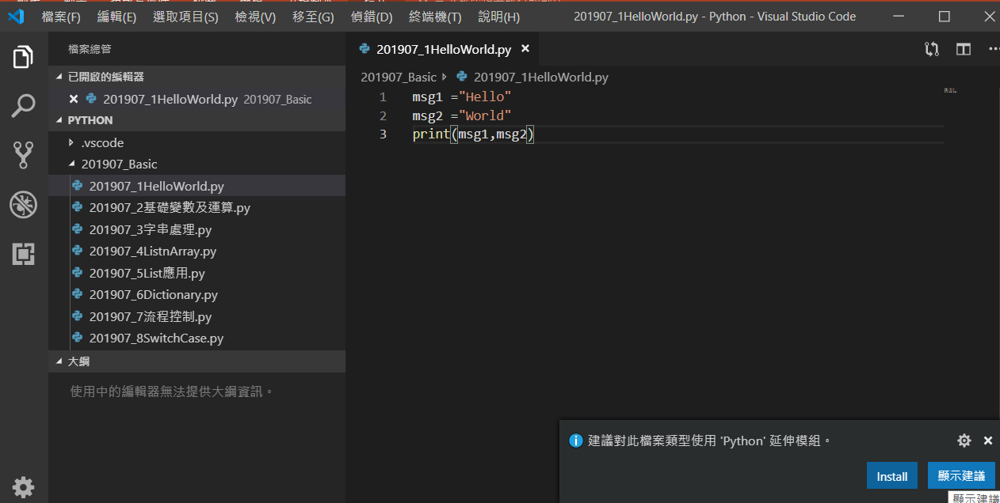 檔案(F) 編輯(E) 選取項目(S) 檢視(V) 移至(G) 偵錯(D) 終端機(T) 說明(H) 201907_1HelloWorld.py - Python - Visual Studio Code
檔案總管
已開啟的編輯器
201907_1HelloWorld.py 201907_Basic
PYTHON
.vscode
201907_Basic
201907_1HelloWorld.py
201907_2基礎變數及運算.py
201907_3字串處理.py
201907_4ListnArray.py
201907_5List應用.py
201907_6Dictionary.py
201907_7流程控制.py
201907_8SwitchCase.py
大綱
使用中的編輯器無法提供大綱資訊。
201907_1HelloWorld.py
201907_Basic 201907_1HelloWorld.py
1 msg1 ="Hello"
2 msg2 ="World"
3 print(msg1,msg2)
建議對此檔案類型使用 'Python' 延伸模組。
Install 顯示建議
顯示建議